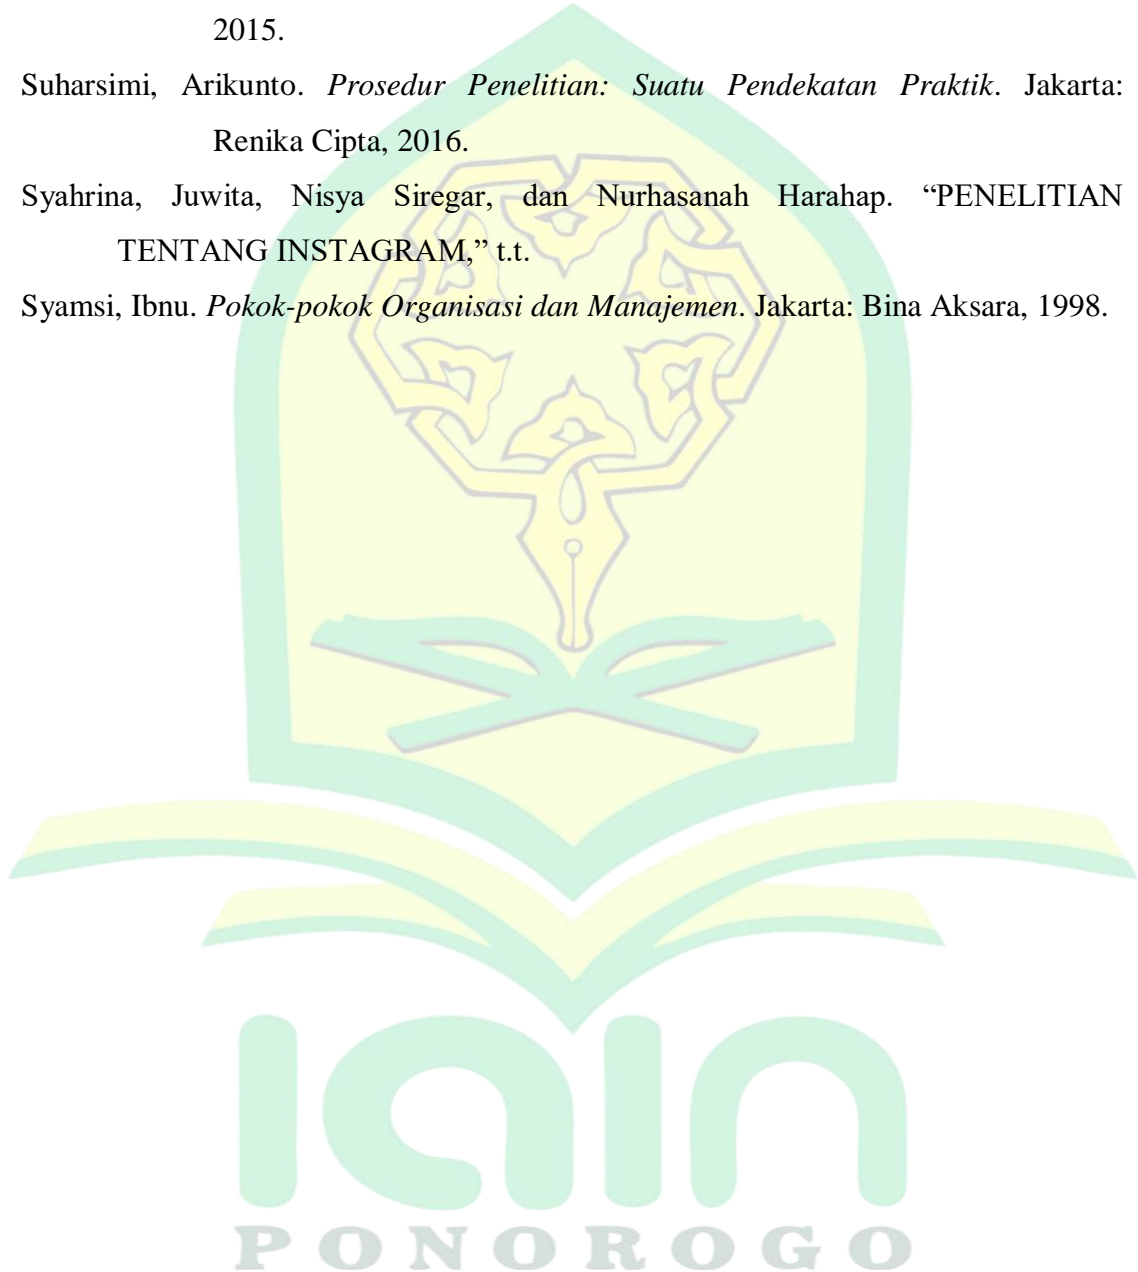 2015.
Suharsimi, Arikunto. Prosedur Penelitian: Suatu Pendekatan Praktik. Jakarta:
Renika Cipta, 2016.
Syahrina, Juwita, Nisya Siregar, dan Nurhasanah Harahap. “PENELITIAN
TENTANG INSTAGRAM,” t.t.
Syamsi, Ibnu. Pokok-pokok Organisasi dan Manajemen. Jakarta: Bina Aksara, 1998.
iain
PONOROGO